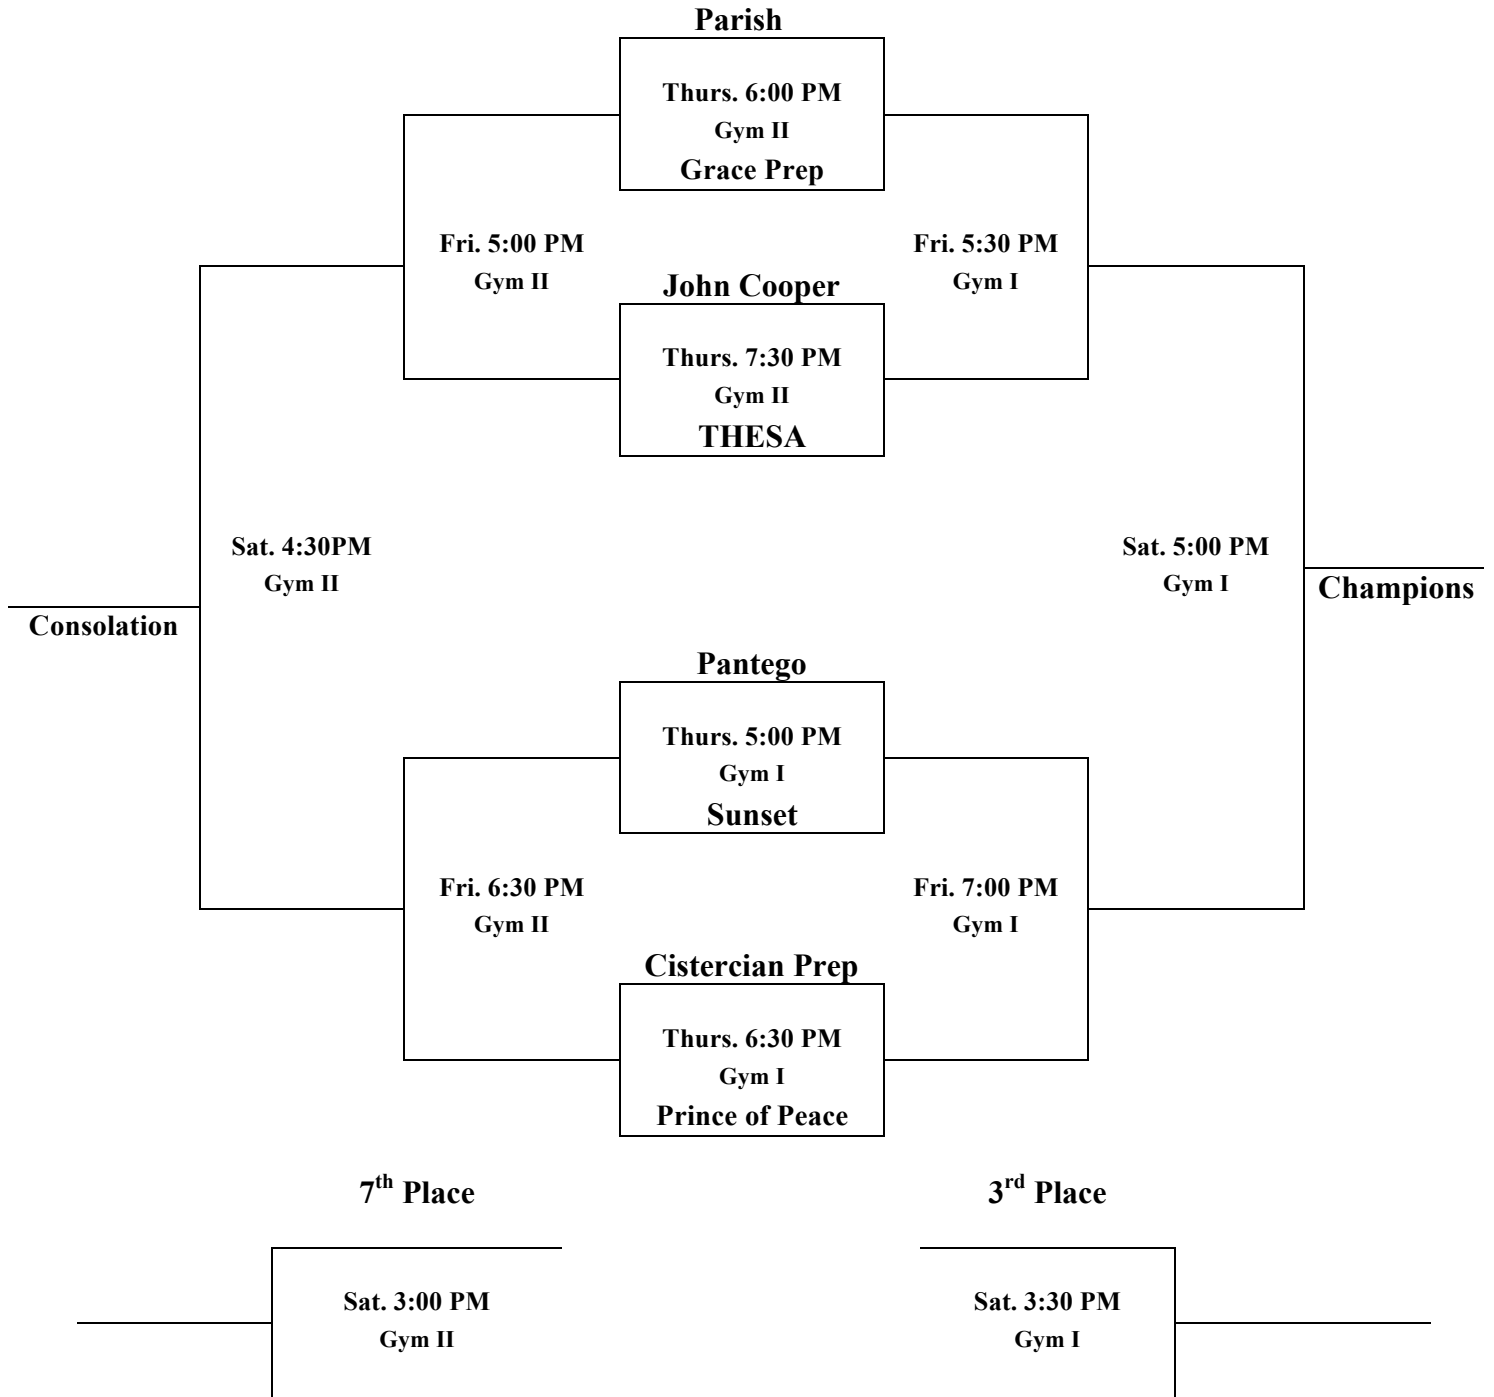 Parish
Thurs. 6:00 PM
Gym II
Grace Prep
Fri. 5:00 PM
Gym II
Fri. 5:30 PM
Gym I
John Cooper
Thurs. 7:30 PM
Gym II
THESA
Sat. 4:30PM
Gym II
Sat. 5:00 PM
Gym I
Champions
Consolation
Pantego
Thurs. 5:00 PM
Gym I
Sunset
Fri. 6:30 PM
Gym II
Fri. 7:00 PM
Gym I
Cistercian Prep
Thurs. 6:30 PM
Gym I
Prince of Peace
7th Place
3rd Place
Sat. 3:00 PM
Gym II
Sat. 3:30 PM
Gym I